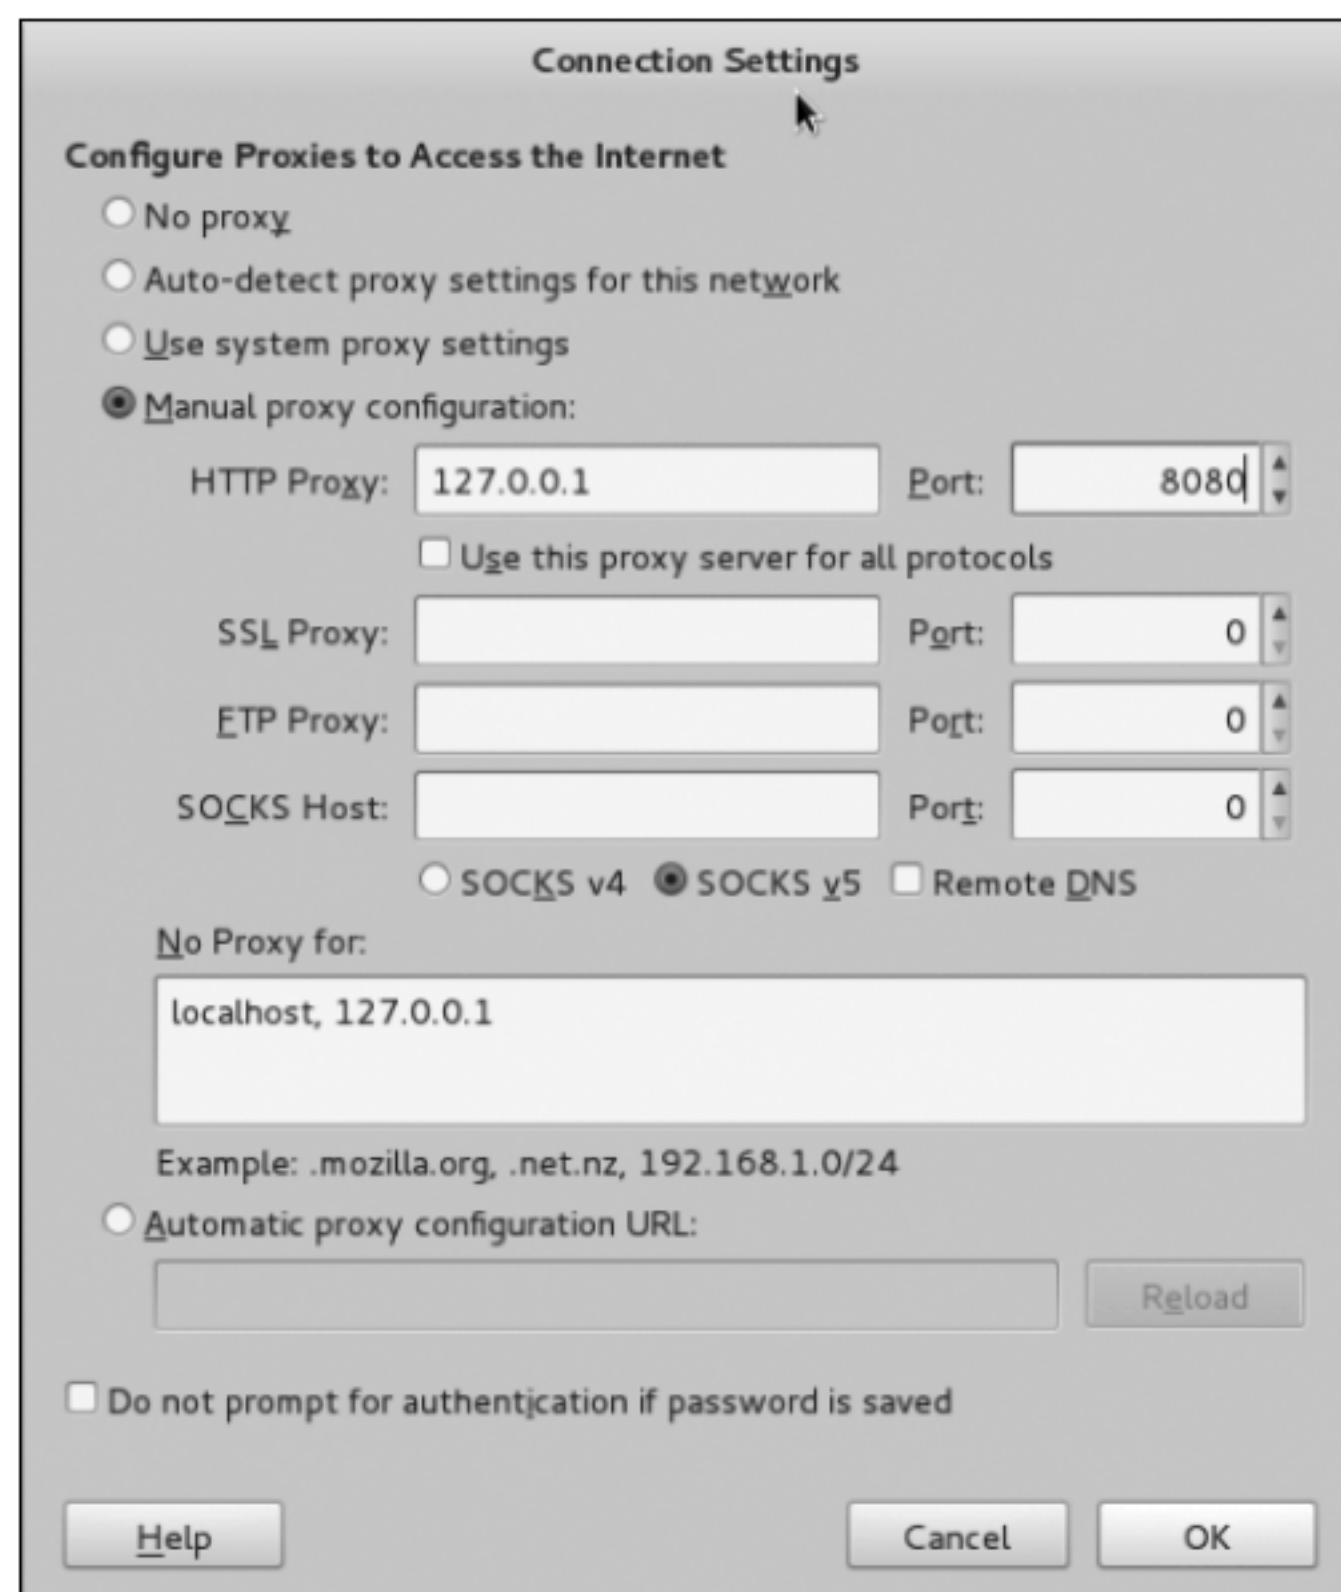 Connection Settings
Configure Proxies to Access the Internet
No proxy
Auto-detect proxy settings for this network
Use system proxy settings
Manual proxy configuration:
HTTP Proxy: 127.0.0.1 Port: 8080
Use this proxy server for all protocols
SSL Proxy: Port: 0
FTP Proxy: Port: 0
SOCKS Host: Port: 0
SOCKS v4 SOCKS v5 Remote DNS
No Proxy for:
localhost, 127.0.0.1
Example: .mozilla.org, .net.nz, 192.168.1.0/24
Automatic proxy configuration URL:
Reload
Do not prompt for authentication if password is saved
Help Cancel OK